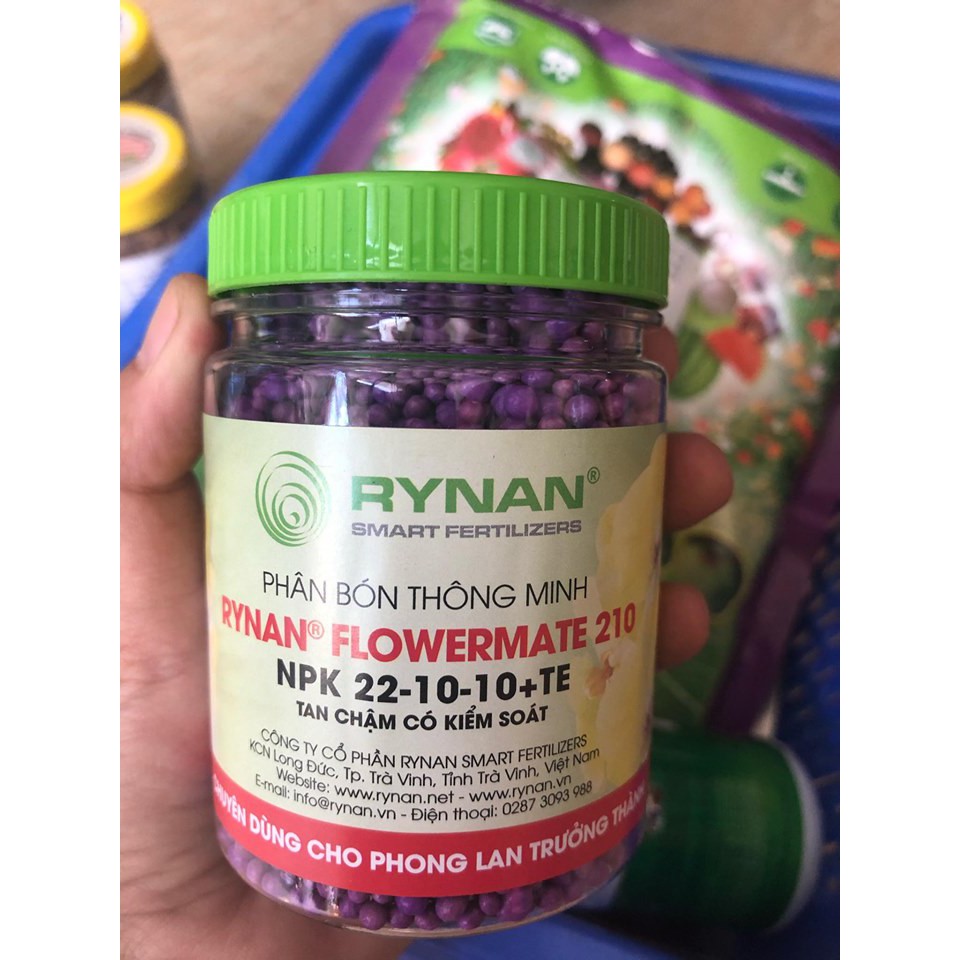 RYNAN®
SMART FERTILIZERS
PHÂN BÓN THÔNG MINH
RYNAN® FLOWERMATE 210
NPK 22-10-10+TE
TAN CHẬM CÓ KIỂM SOÁT
CÔNG TY CỔ PHẦN RYNAN SMART FERTILIZERS
KCN Long Đức, Tp. Trà Vinh, Tỉnh Trà Vinh, Việt Nam
Website: www.rynan.net - www.rynan.vn
E-mail: info@rynan.vn - Điện thoại: 0287 3093 988
CHUYÊN DÙNG CHO PHONG LAN TRƯỞNG THÀNH